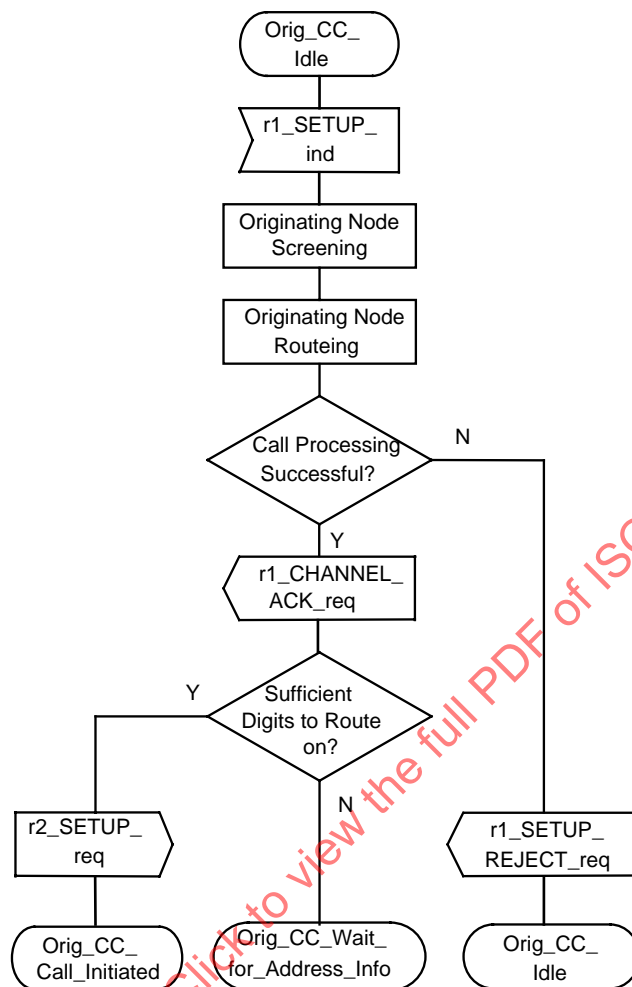 Orig_CC_
Idle
r1_SETUP_
ind
Originating Node
Screening
Originating Node
Routeing
Call Processing
Successful?
N
Y
r1_CHANNEL_
ACK_req
Sufficient
Digits to Route
on?
Y
N
r2_SETUP_
req
r1_SETUP_
REJECT_req
Orig_CC_
Call_Initiated
Orig_CC_Wait_
for_Address_Info
Orig_CC_
Idle
Click to view the full PDF of ISO